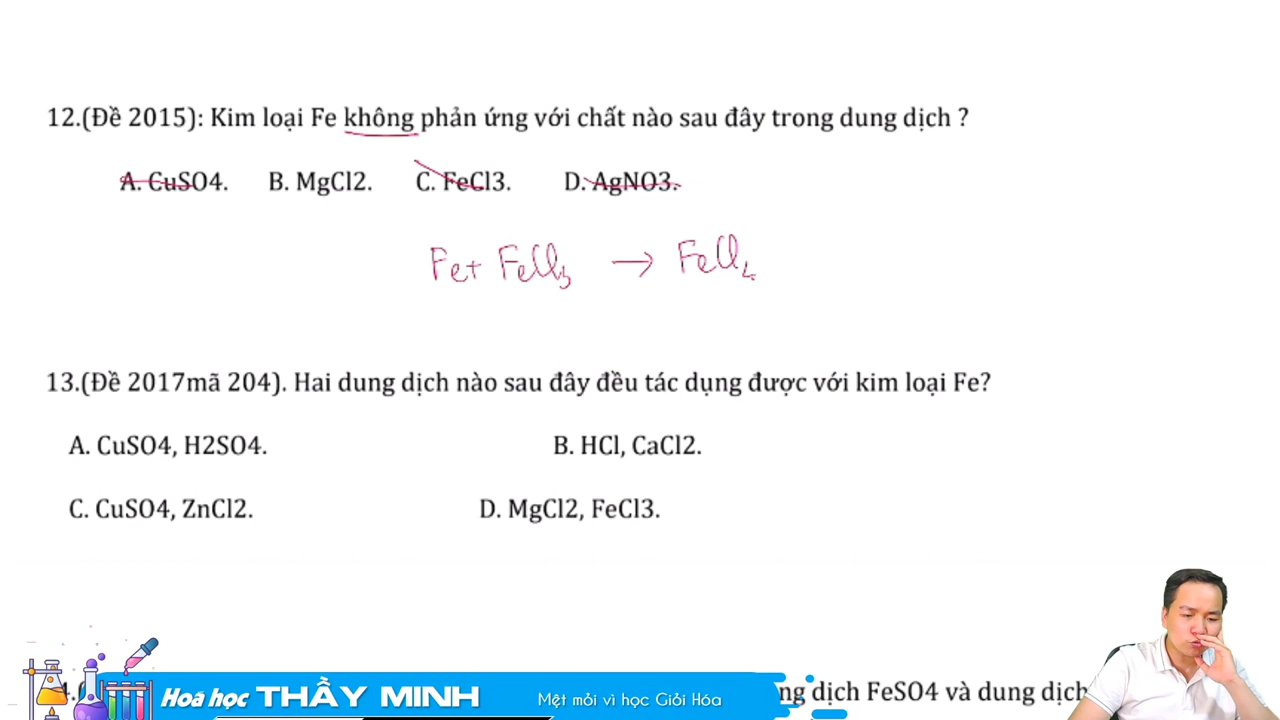 12.(Đề 2015): Kim loại Fe không phản ứng với chất nào sau đây trong dung dịch ?
A. CuSO4. B. MgCl2. C. FeCl3. D. AgNO3.
Fe + FeCl3 → FeCl2
13.(Đề 2017mã 204). Hai dung dịch nào sau đây đều tác dụng được với kim loại Fe?
A. CuSO4, H2SO4. B. HCl, CaCl2.
C. CuSO4, ZnCl2. D. MgCl2, FeCl3.
dịch FeSO4 và dung dịch
Hoá học THẦY MINH Mệt mỏi vì học Giỏi Hóa